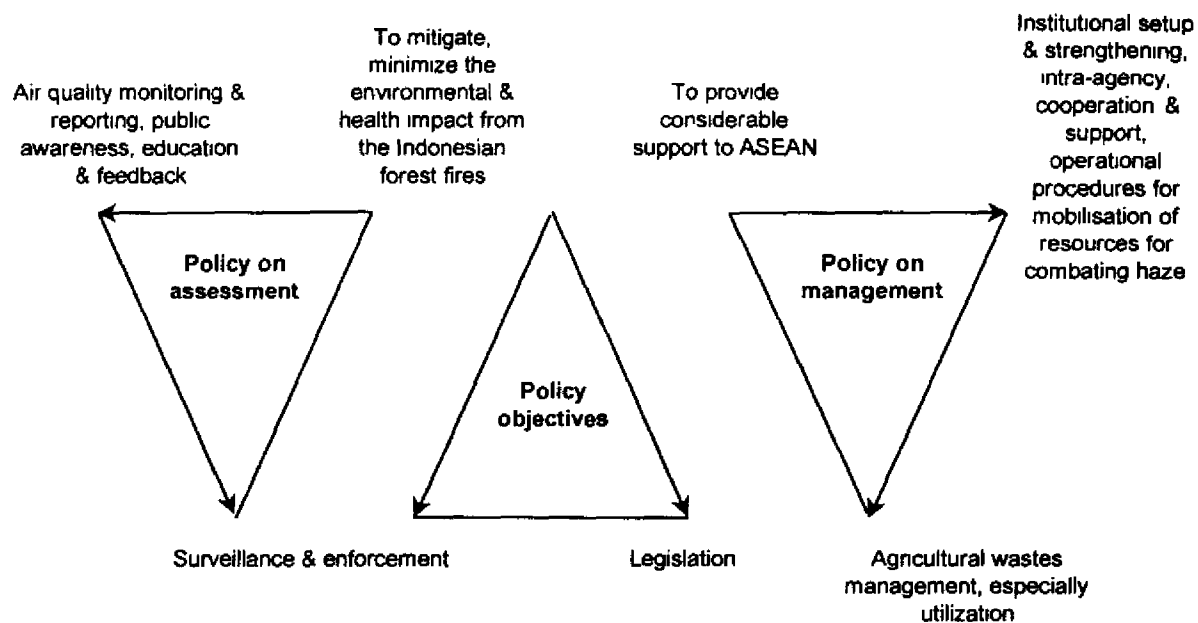 Air quality monitoring &
reporting, public
awareness, education
& feedback
To mitigate,
minimize the
environmental &
health impact from
the Indonesian
forest fires
To provide
considerable
support to ASEAN
Institutional setup
& strengthening,
intra-agency,
cooperation &
support,
operational
procedures for
mobilisation of
resources for
combating haze
Policy on
assessment
Policy
objectives
Policy on
management
Surveillance & enforcement
Legislation
Agricultural wastes
management, especially
utilization